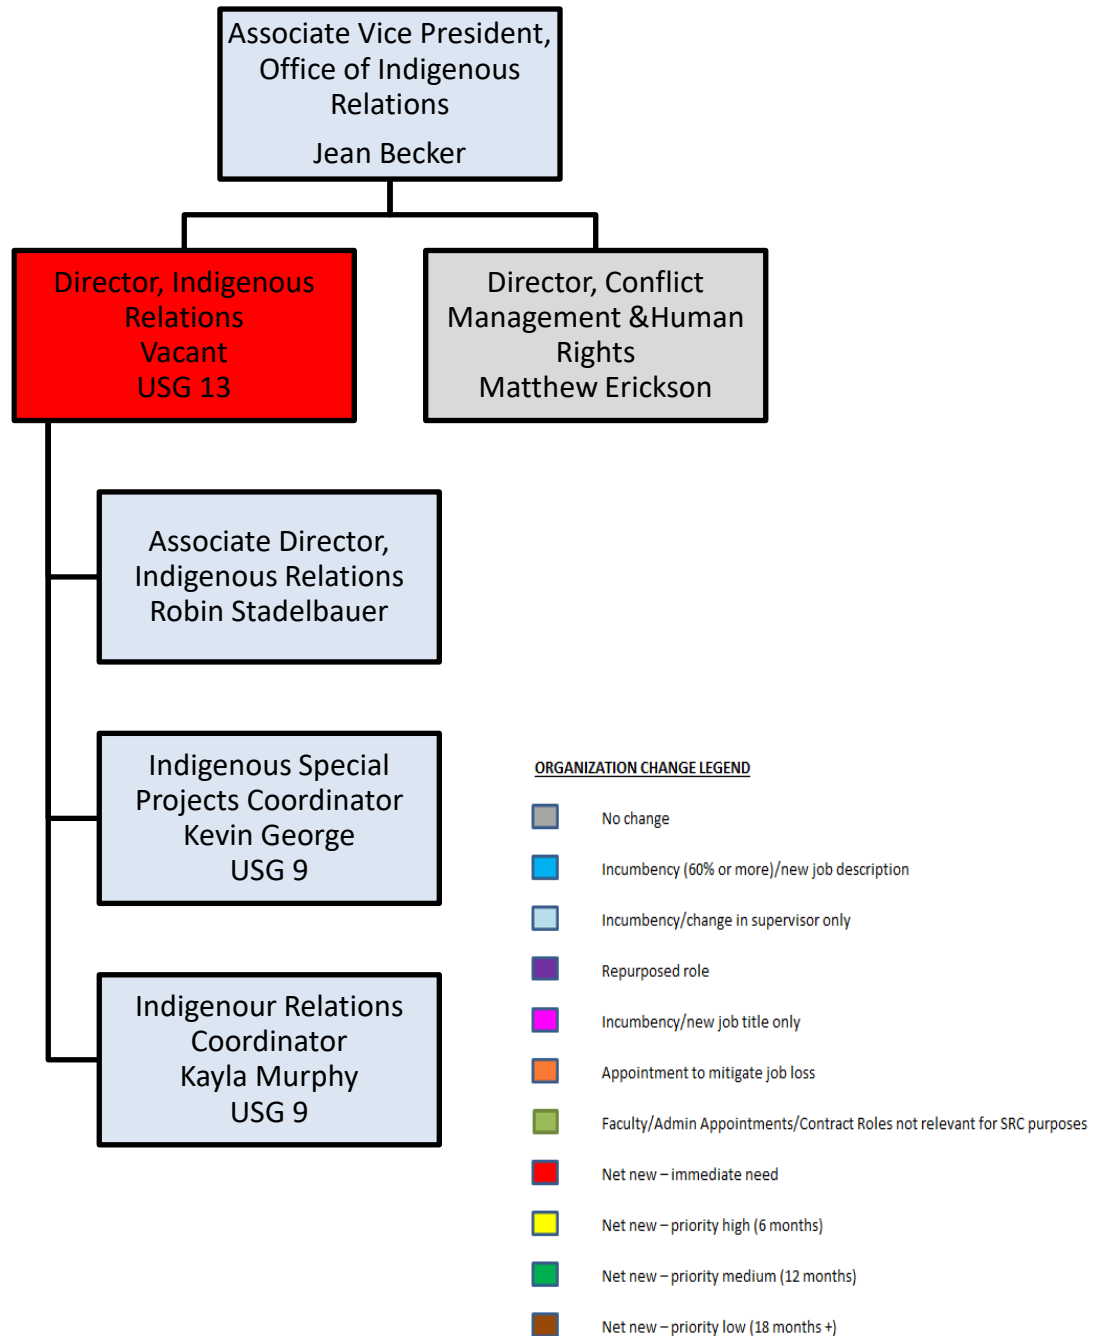 Associate Vice President,
Office of Indigenous
Relations
Jean Becker
Director, Indigenous
Relations
Vacant
USG 13
Director, Conflict
Management &Human
Rights
Matthew Erickson
Associate Director,
Indigenous Relations
Robin Stadelbauer
Indigenous Special
Projects Coordinator
Kevin George
USG 9
Indigenour Relations
Coordinator
Kayla Murphy
USG 9
ORGANIZATION CHANGE LEGEND
No change
Incumbency (60% or more)/new job description
Incumbency/change in supervisor only
Repurposed role
Incumbency/new job title only
Appointment to mitigate job loss
Faculty/Admin Appointments/Contract Roles not relevant for SRC purposes
Net new – immediate need
Net new – priority high (6 months)
Net new – priority medium (12 months)
Net new – priority low (18 months +)